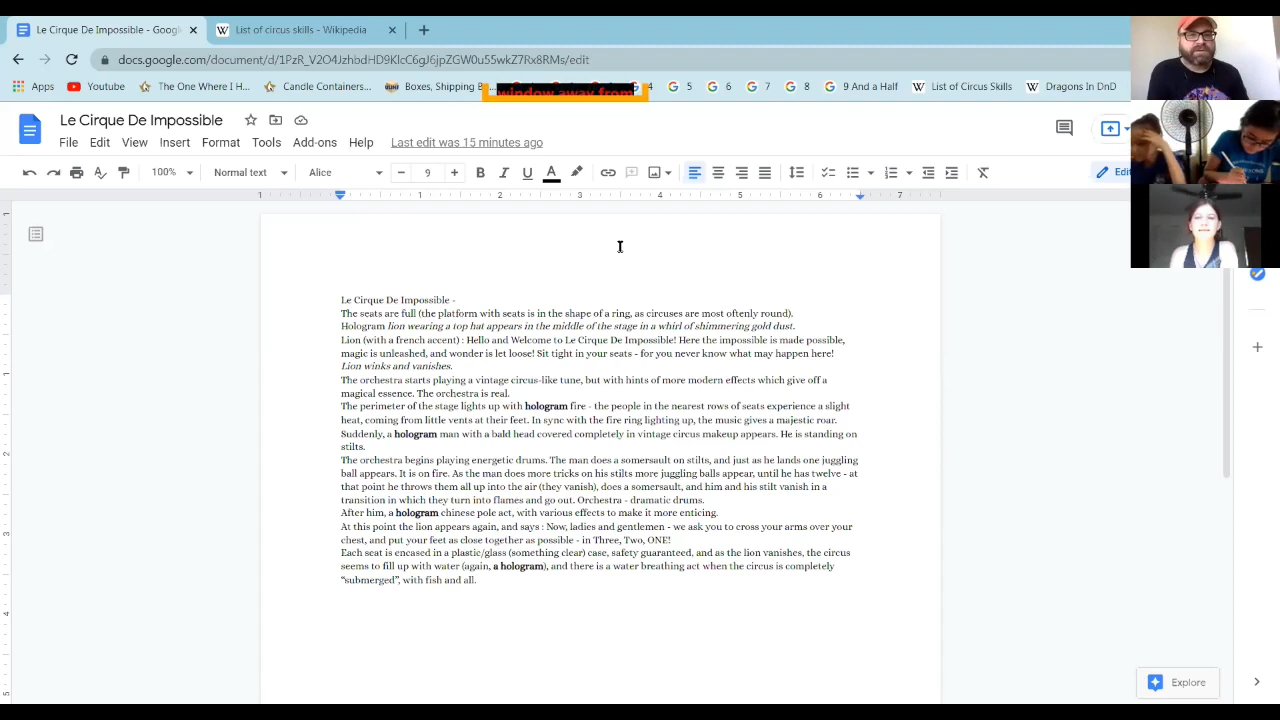 Le Cirque De Impossible - Googl
List of circus skills - Wikipedia
docs.google.com/document/d/1PzR_V2O4JzhbdHD9KlcC6gJ6jpZGW0u55wkZ7Rx8RMs/edit
Apps
Youtube
The One Where I H...
Candle Containers...
Boxes, Shipping B...
window away from
4
5
6
7
8
9 And a Half
List of Circus Skills
Dragons In DnD
Le Cirque De Impossible
File Edit View Insert Format Tools Add-ons Help Last edit was 15 minutes ago
100% Normal text Alice 9 Edit
1 1 2 3 4 5 6 7
Le Cirque De Impossible -
The seats are full (the platform with seats is in the shape of a ring, as circuses are most oftenly round).
Hologram lion wearing a top hat appears in the middle of the stage in a whirl of shimmering gold dust.
Lion (with a french accent) : Hello and Welcome to Le Cirque De Impossible! Here the impossible is made possible,
magic is unleashed, and wonder is let loose! Sit tight in your seats - for you never know what may happen here!
Lion winks and vanishes.
The orchestra starts playing a vintage circus-like tune, but with hints of more modern effects which give off a
magical essence. The orchestra is real.
The perimeter of the stage lights up with hologram fire - the people in the nearest rows of seats experience a slight
heat, coming from little vents at their feet. In sync with the fire ring lighting up, the music gives a majestic roar.
Suddenly, a hologram man with a bald head covered completely in vintage circus makeup appears. He is standing on
stilts.
The orchestra begins playing energetic drums. The man does a somersault on stilts, and just as he lands one juggling
ball appears. It is on fire. As the man does more tricks on his stilts more juggling balls appear, until he has twelve - at
that point he throws them all up into the air (they vanish), does a somersault, and him and his stilt vanish in a
transition in which they turn into flames and go out. Orchestra - dramatic drums.
After him, a hologram chinese pole act, with various effects to make it more enticing.
At this point the lion appears again, and says : Now, ladies and gentlemen - we ask you to cross your arms over your
chest, and put your feet as close together as possible - in Three, Two, ONE!
Each seat is encased in a plastic/glass (something clear) case, safety guaranteed, and as the lion vanishes, the circus
seems to fill up with water (again, a hologram), and there is a water breathing act when the circus is completely
“submerged”, with fish and all.
Explore